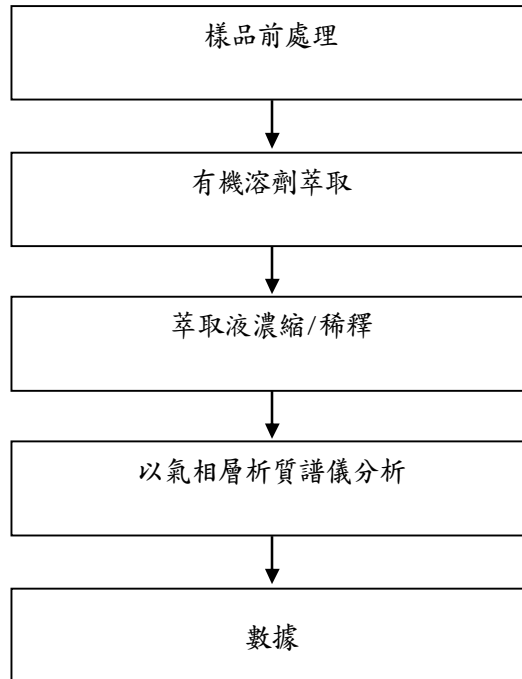 樣品前處理
有機溶劑萃取
萃取液濃縮/稀釋
以氣相層析質譜儀分析
數據